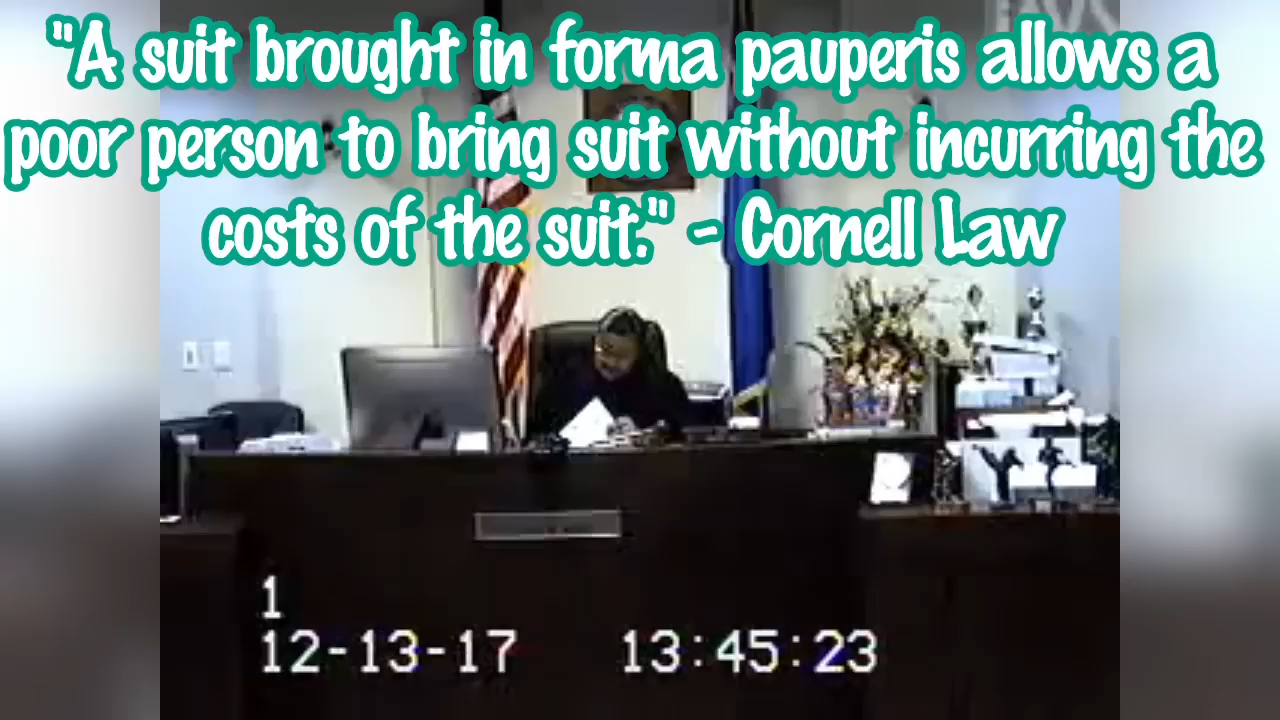 "A suit brought in forma pauperis allows a
poor person to bring suit without incurring the
costs of the suit." - Cornell Law
1
12-13-17 13:45:23